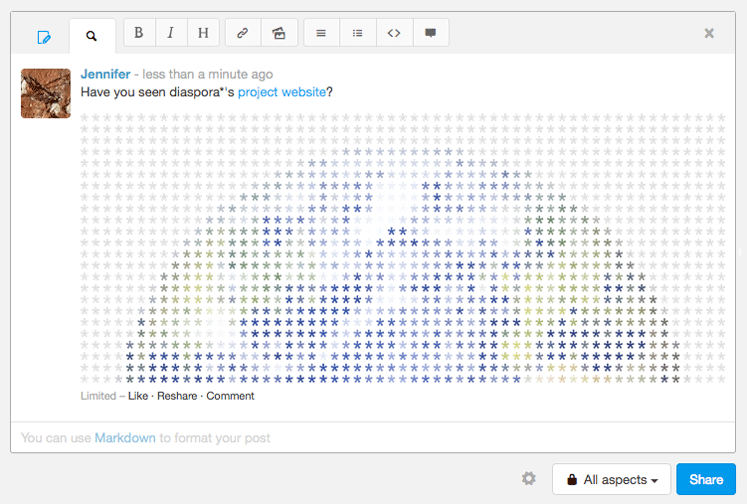 B I H
Jennifer - less than a minute ago
Have you seen diaspora*'s project website?
Limited – Like · Reshare · Comment
You can use Markdown to format your post
All aspects
Share